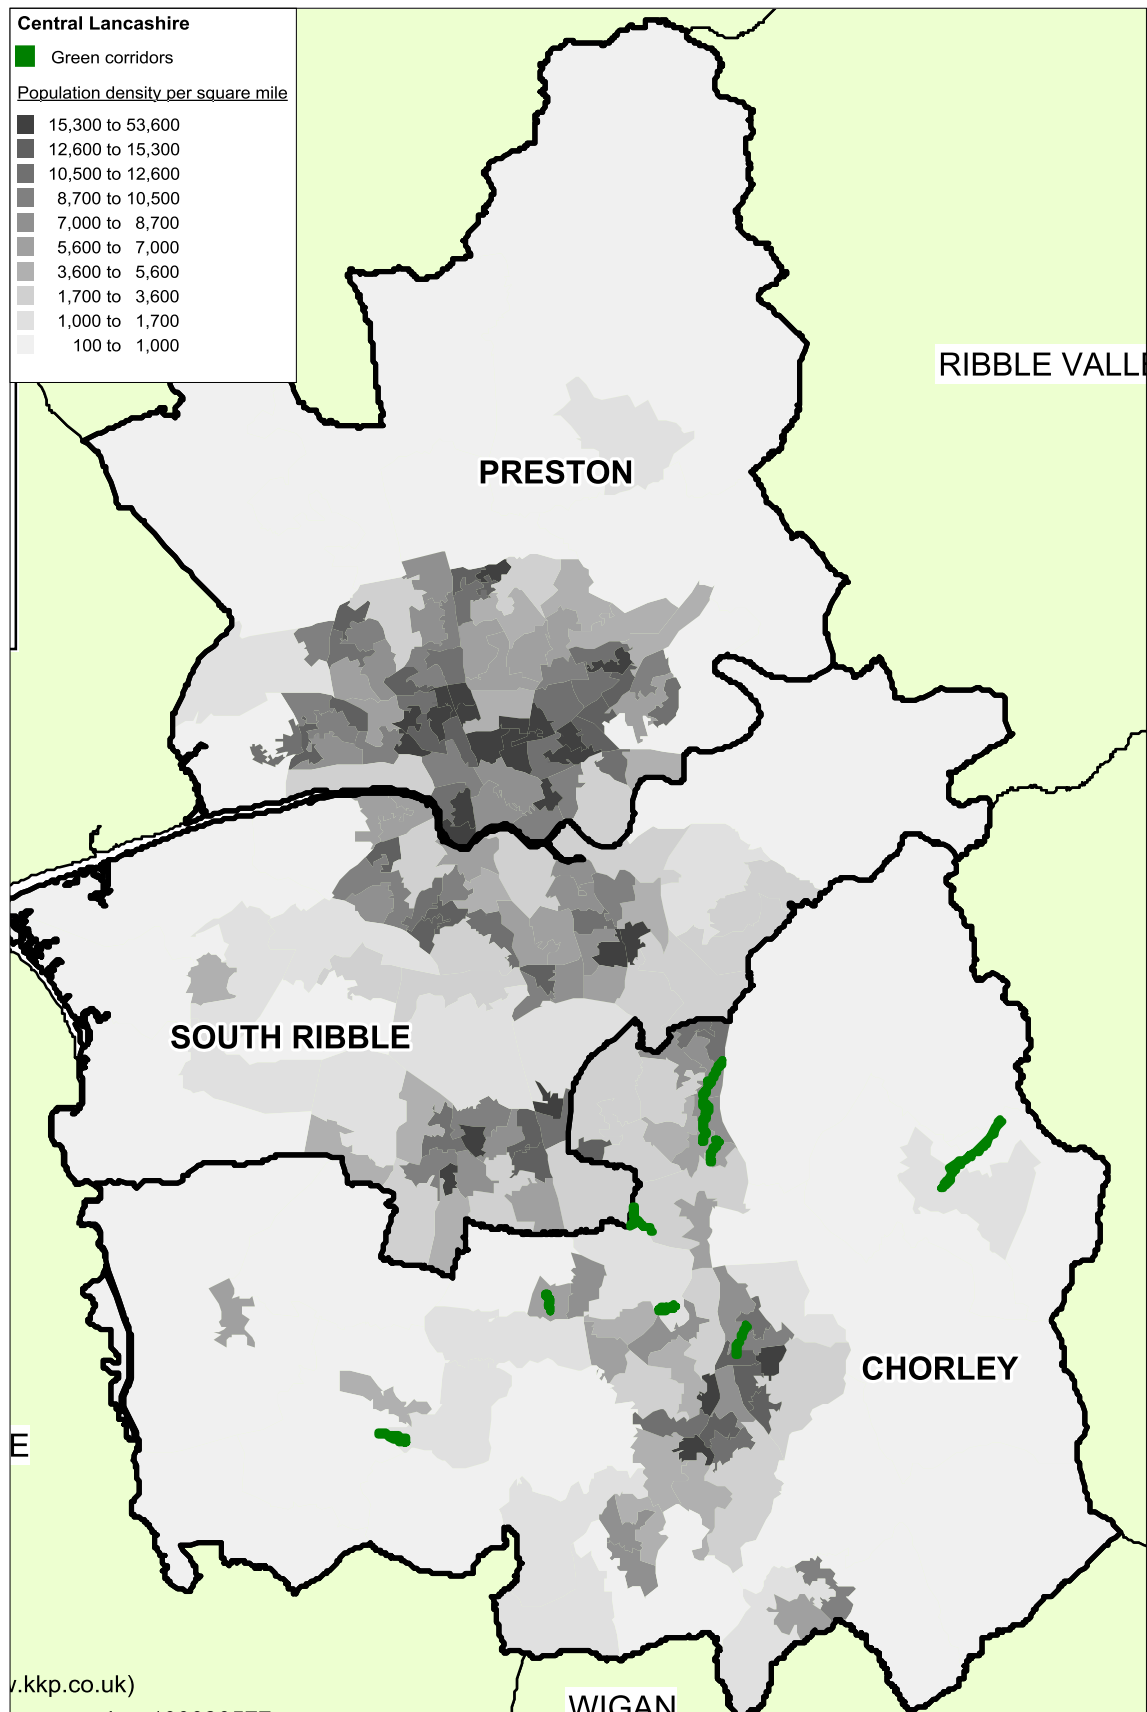 Central Lancashire
Green corridors
Population density per square mile
15,300 to 53,600
12,600 to 15,300
10,500 to 12,600
8,700 to 10,500
7,000 to 8,700
5,600 to 7,000
3,600 to 5,600
1,700 to 3,600
1,000 to 1,700
100 to 1,000
RIBBLE VALLE
PRESTON
SOUTH RIBBLE
CHORLEY
E
.kkp.co.uk)
WIGAN